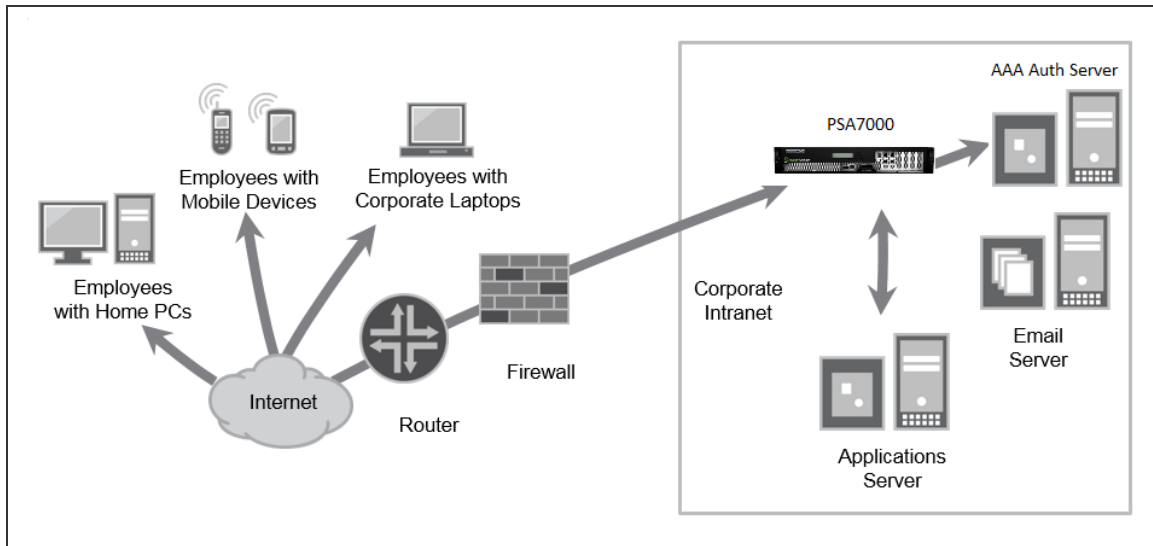 AAA Auth Server
PSA7000
Employees with
Mobile Devices
Employees with
Corporate Laptops
Employees
with Home PCs
Corporate
Intranet
Email
Server
Firewall
Internet
Router
Applications
Server